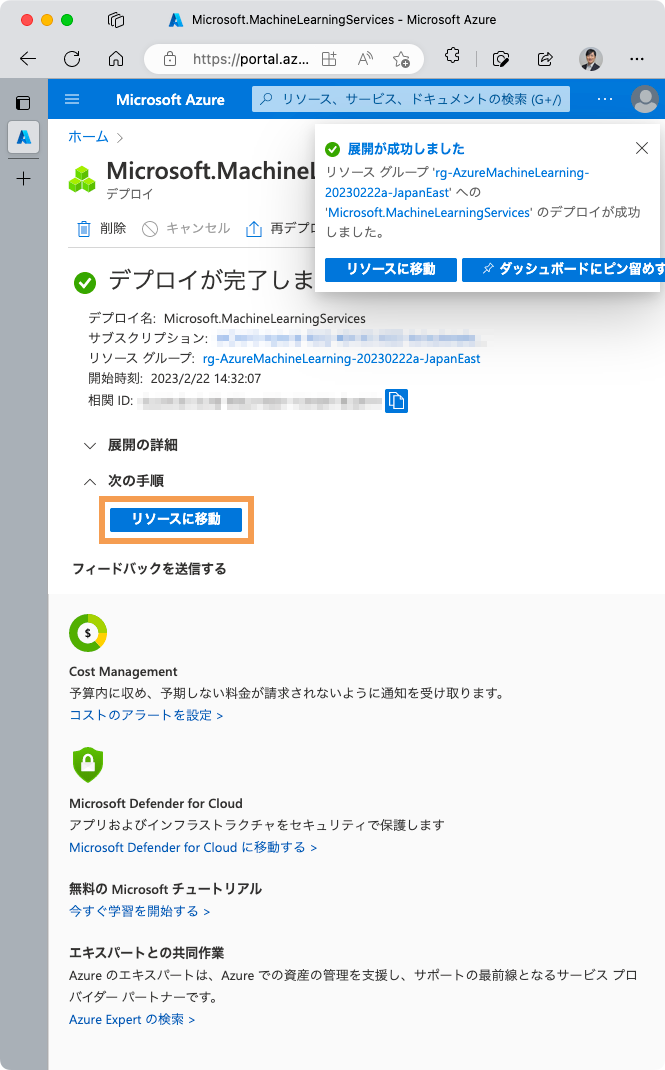 Microsoft.MachineLearningServices - Microsoft Azure
https://portal.az...
Microsoft Azure
リソース、サービス、ドキュメントの検索 (G+/)
ホーム
Microsoft.MachineL
デプロイ
削除
キャンセル
再デプロ
展開が成功しました
リソース グループ 'rg-AzureMachineLearning-
20230222a-JapanEast' への
'Microsoft.MachineLearningServices' のデプロイが成功
しました。
リソースに移動
ダッシュボードにピン留めす
デプロイが完了しま
デプロイ名: Microsoft.MachineLearningServices
サブスクリプション:
リソース グループ: rg-AzureMachineLearning-20230222a-JapanEast
開始時刻: 2023/2/22 14:32:07
相関 ID:
展開の詳細
次の手順
リソースに移動
フィードバックを送信する
$
Cost Management
予算内に収め、予期しない料金が請求されないように通知を受け取ります。
コストのアラートを設定 >
Microsoft Defender for Cloud
アプリおよびインフラストラクチャをセキュリティで保護します
Microsoft Defender for Cloud に移動する >
無料の Microsoft チュートリアル
今すぐ学習を開始する >
エキスパートとの共同作業
Azure のエキスパートは、Azure での資産の管理を支援し、サポートの最前線となるサービス プロ
バイダー パートナーです。
Azure Expert の検索 >